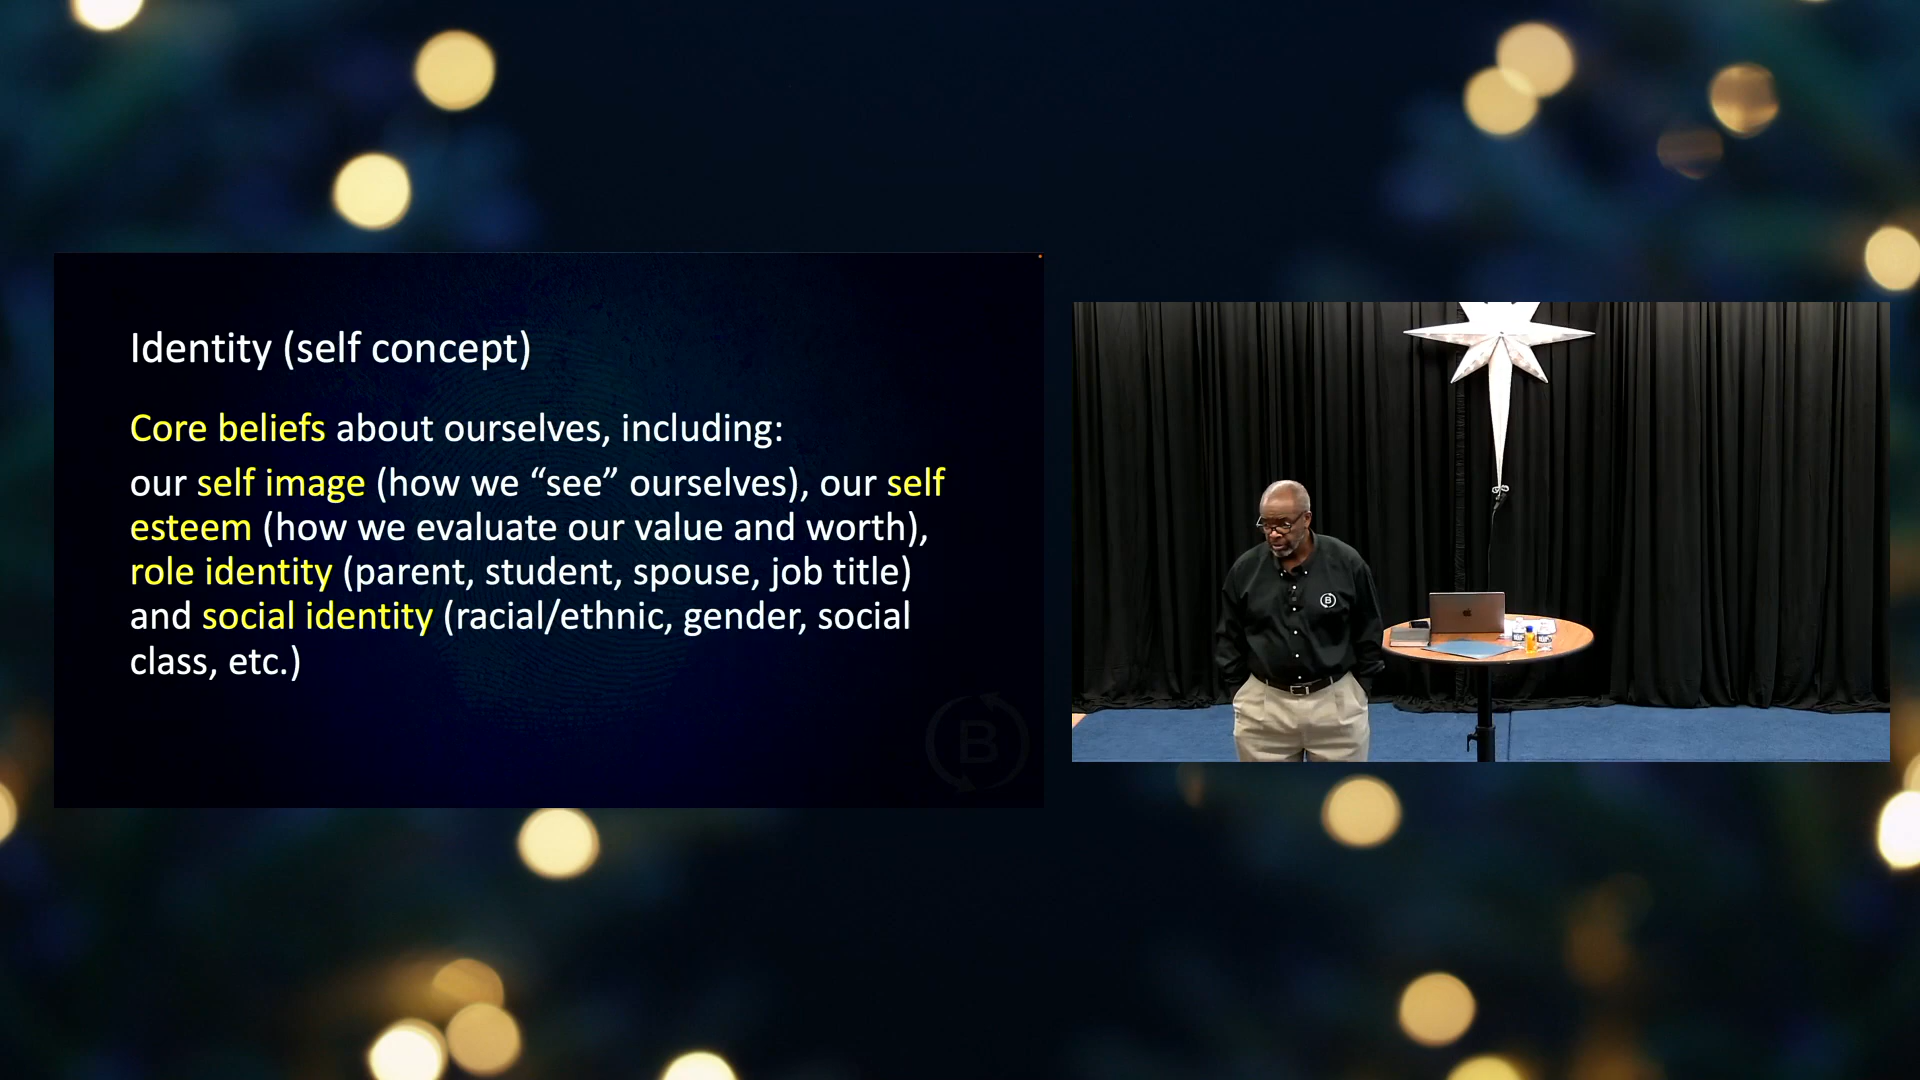 Identity (self concept)
Core beliefs about ourselves, including:
our self image (how we “see” ourselves), our self
esteem (how we evaluate our value and worth),
role identity (parent, student, spouse, job title)
and social identity (racial/ethnic, gender, social
class, etc.)
B
B